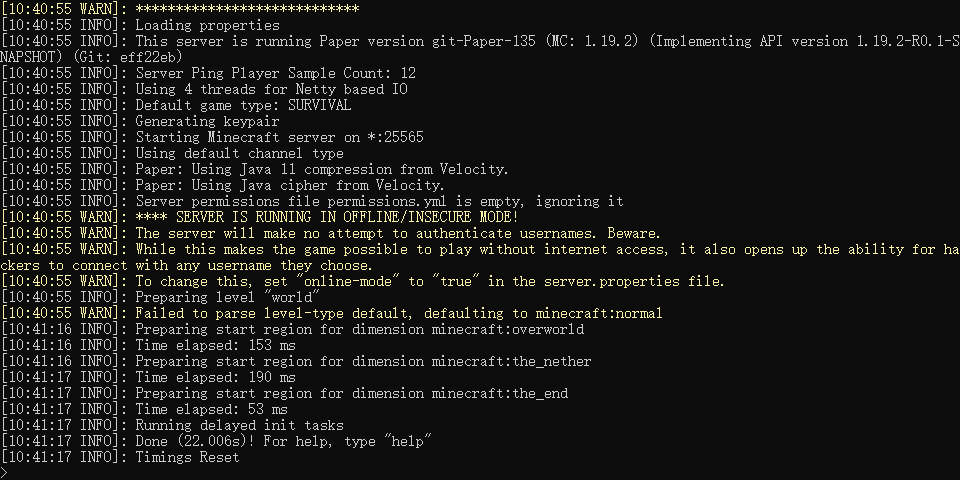 [10:40:55 WARN]: ****************************
[10:40:55 INFO]: Loading properties
[10:40:55 INFO]: This server is running Paper version git-Paper-135 (MC: 1.19.2) (Implementing API version 1.19.2-R0.1-S
NAPSHOT) (Git: eff22eb)
[10:40:55 INFO]: Server Ping Player Sample Count: 12
[10:40:55 INFO]: Using 4 threads for Netty based IO
[10:40:55 INFO]: Default game type: SURVIVAL
[10:40:55 INFO]: Generating keypair
[10:40:55 INFO]: Starting Minecraft server on *:25565
[10:40:55 INFO]: Using default channel type
[10:40:55 INFO]: Paper: Using Java 11 compression from Velocity.
[10:40:55 INFO]: Paper: Using Java cipher from Velocity.
[10:40:55 INFO]: Server permissions file permissions.yml is empty, ignoring it
[10:40:55 WARN]: **** SERVER IS RUNNING IN OFFLINE/INSECURE MODE!
[10:40:55 WARN]: The server will make no attempt to authenticate usernames. Beware.
[10:40:55 WARN]: While this makes the game possible to play without internet access, it also opens up the ability for ha
ckers to connect with any username they choose.
[10:40:55 WARN]: To change this, set "online-mode" to "true" in the server.properties file.
[10:40:55 INFO]: Preparing level "world"
[10:40:55 WARN]: Failed to parse level-type default, defaulting to minecraft:normal
[10:41:16 INFO]: Preparing start region for dimension minecraft:overworld
[10:41:16 INFO]: Time elapsed: 153 ms
[10:41:16 INFO]: Preparing start region for dimension minecraft:the_nether
[10:41:17 INFO]: Time elapsed: 190 ms
[10:41:17 INFO]: Preparing start region for dimension minecraft:the_end
[10:41:17 INFO]: Time elapsed: 53 ms
[10:41:17 INFO]: Running delayed init tasks
[10:41:17 INFO]: Done (22.006s)! For help, type "help"
[10:41:17 INFO]: Timings Reset
>